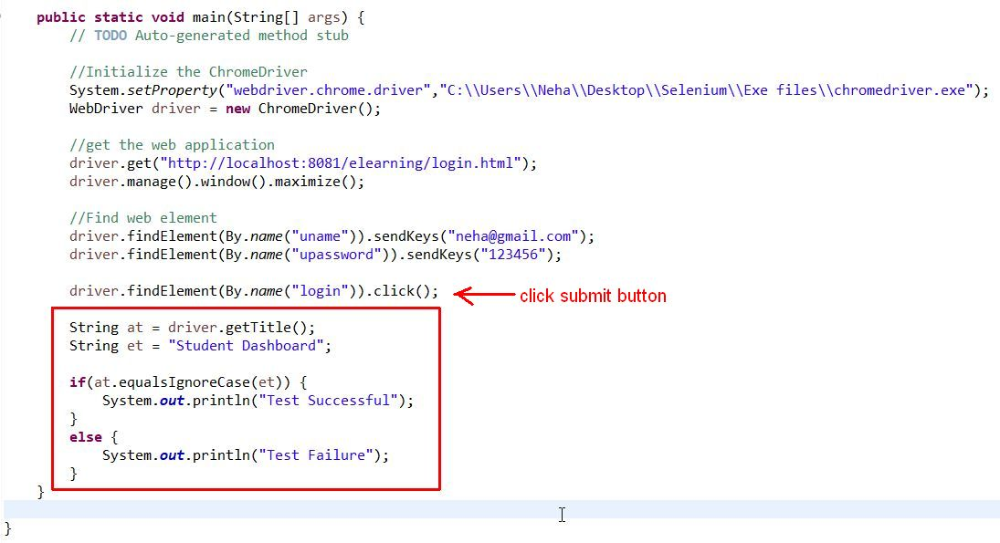 public static void main(String[] args) {
// TODO Auto-generated method stub
//Initialize the ChromeDriver
System.setProperty("webdriver.chrome.driver","C:\\Users\\Neha\\Desktop\\Selenium\\Exe files\\chromedriver.exe");
WebDriver driver = new ChromeDriver();
//get the web application
driver.get("http://localhost:8081/elearning/login.html");
driver.manage().window().maximize();
//Find web element
driver.findElement(By.name("uname")).sendKeys("neha@gmail.com");
driver.findElement(By.name("upassword")).sendKeys("123456");
driver.findElement(By.name("login")).click(); click submit button
String at = driver.getTitle();
String et = "Student Dashboard";
if(at.equalsIgnoreCase(et)) {
System.out.println("Test Successful");
}
else {
System.out.println("Test Failure");
}
}
}